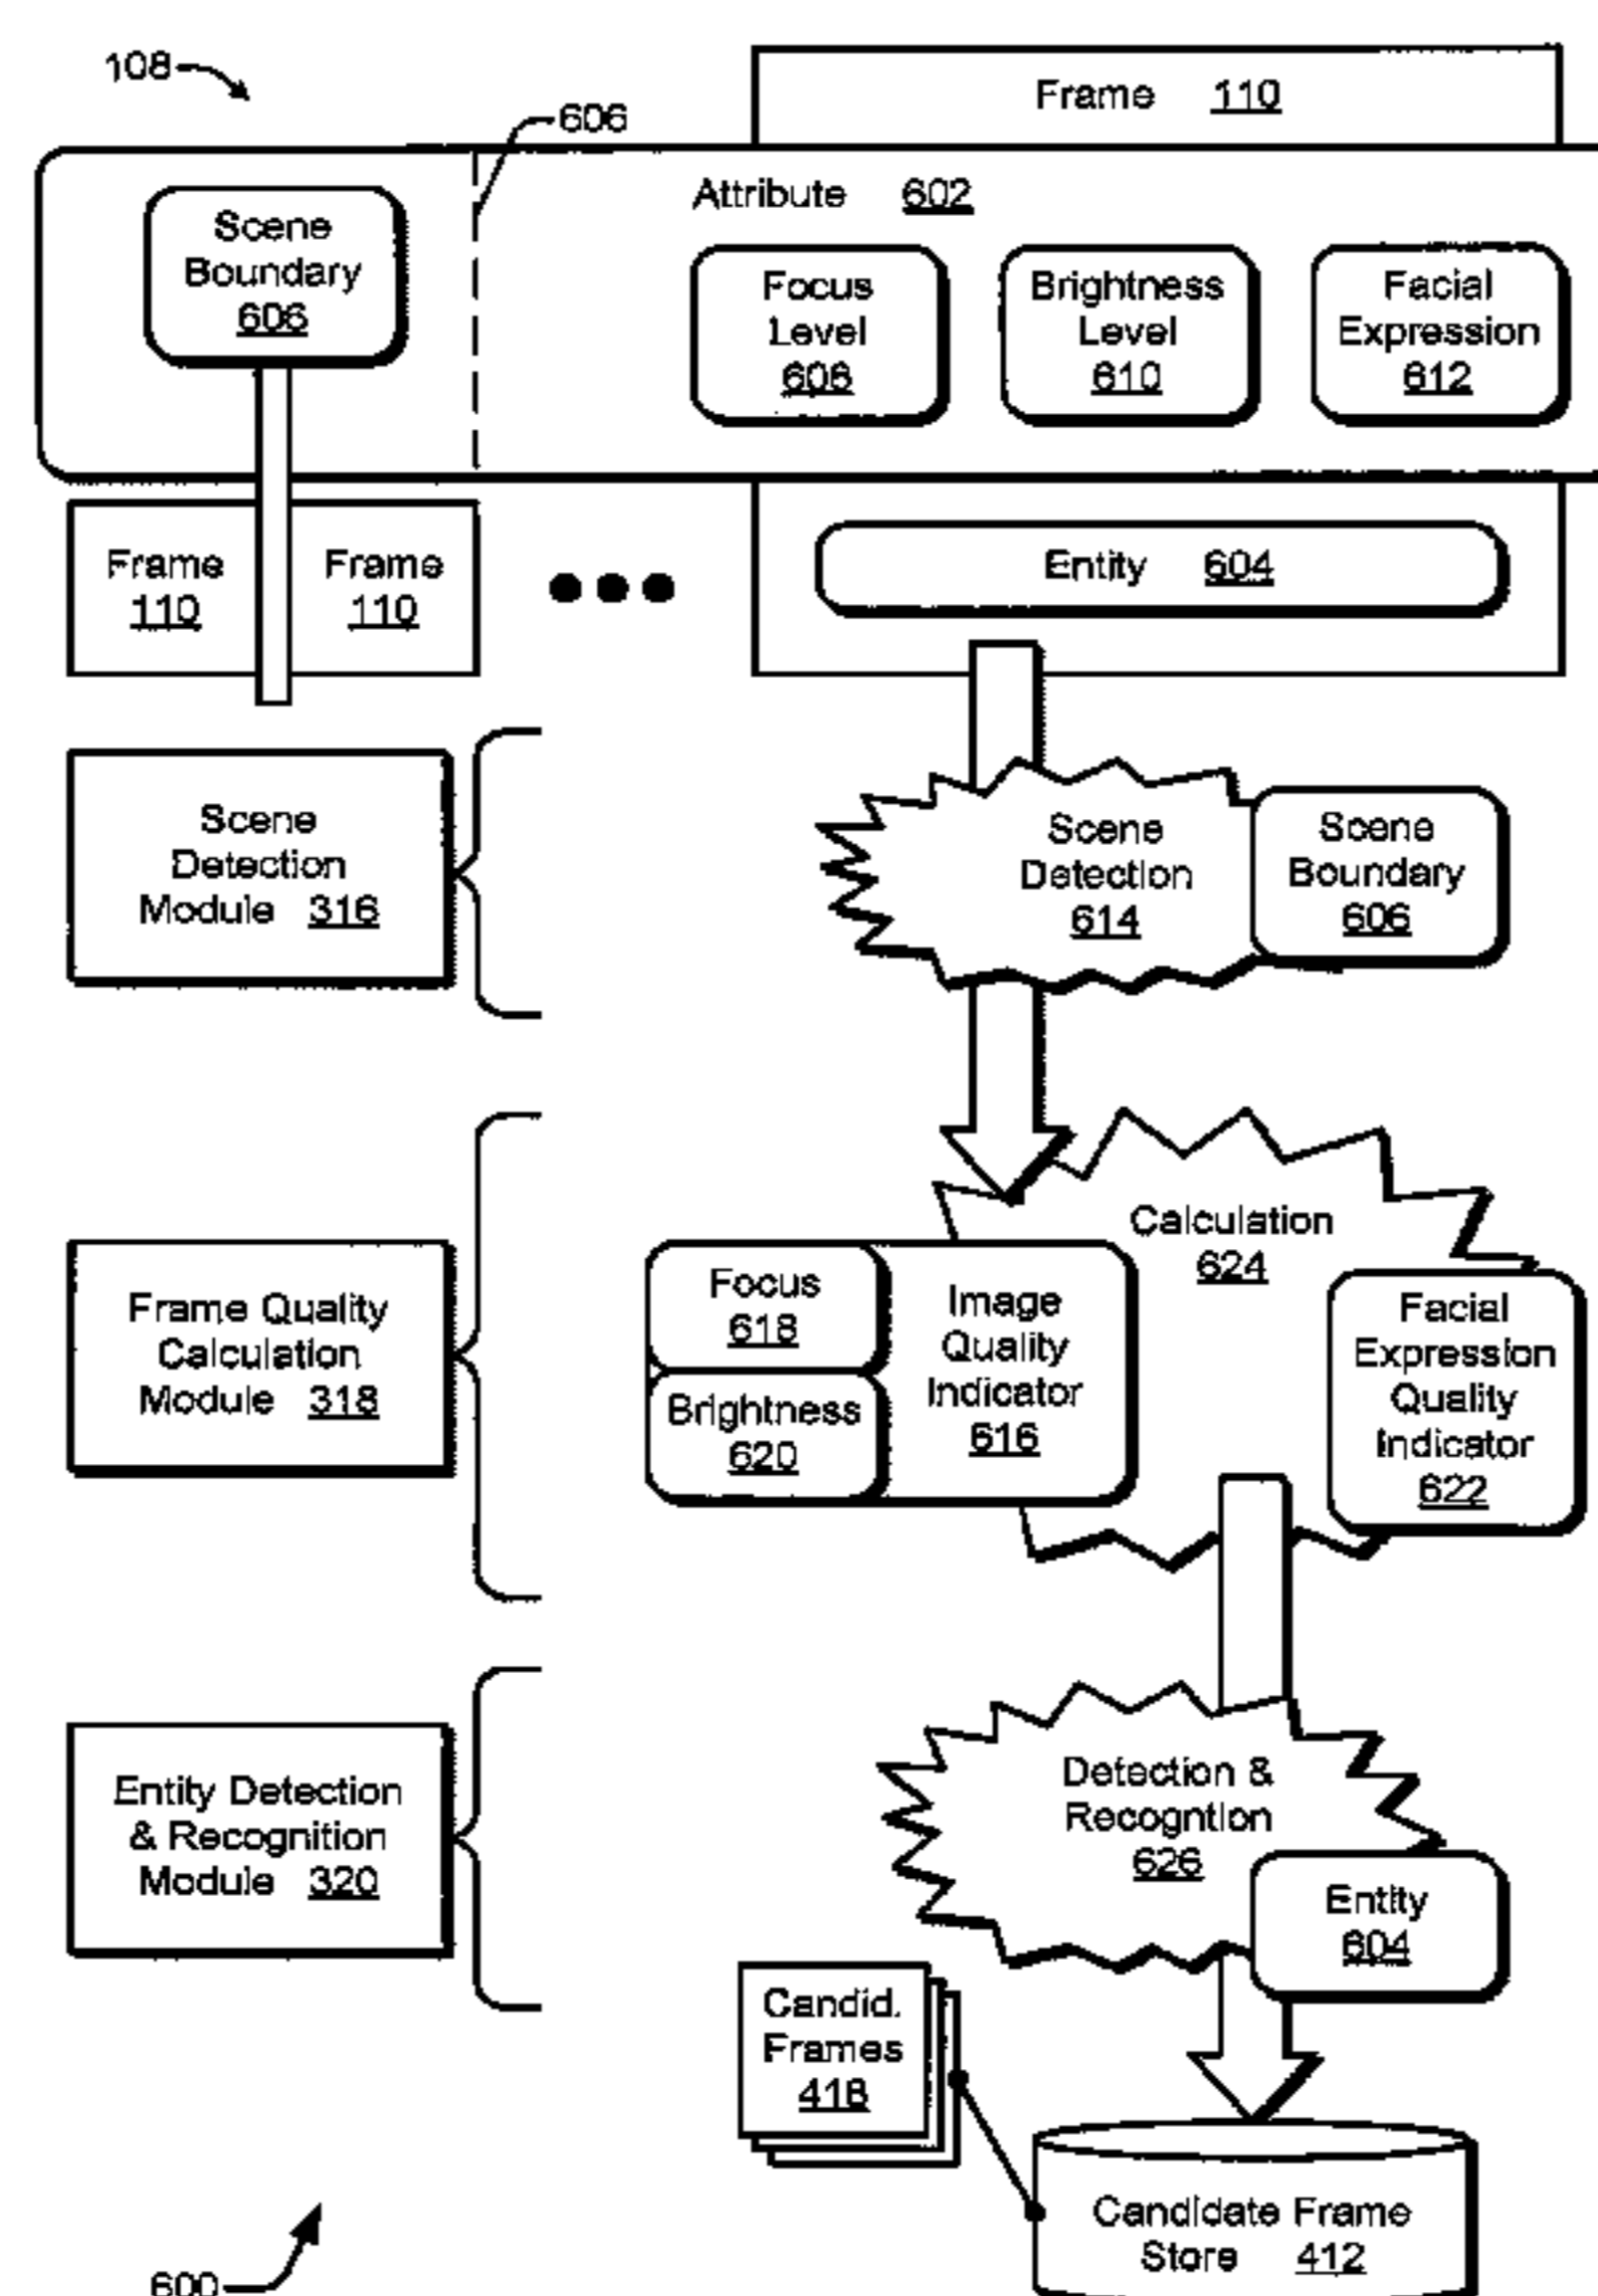 108
Frame 110
606
Attribute 602
Scene
Boundary
606
Focus
Level
608
Brightness
Level
610
Facial
Expression
612
Frame
110
Frame
110
Entity 604
Scene
Detection
Module 316
Scene
Detection
614
Scene
Boundary
606
Frame Quality
Calculation
Module 318
Calculation
624
Focus
618
Brightness
620
Image
Quality
Indicator
616
Facial
Expression
Quality
Indicator
622
Entity Detection
& Recognition
Module 320
Detection &
Recogntion
626
Entity
604
Candid.
Frames
418
Candidate Frame
Store 412
600